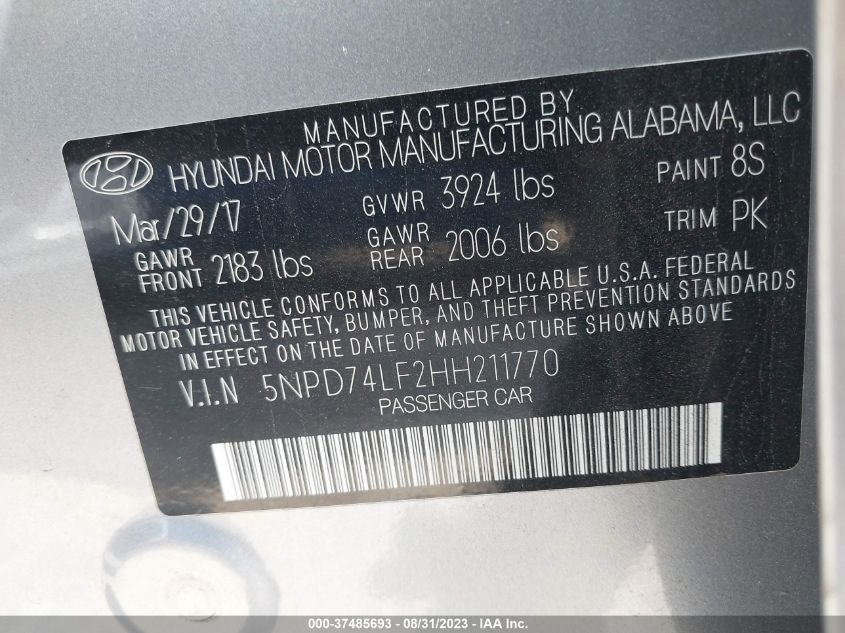 MANUFACTURED BY
HYUNDAI MOTOR MANUFACTURING ALABAMA, LLC
Mar/29/17 GVWR 3924 lbs PAINT 8S
GAWR FRONT 2183 lbs GAWR REAR 2006 lbs TRIM PK
THIS VEHICLE CONFORMS TO ALL APPLICABLE U.S.A. FEDERAL
MOTOR VEHICLE SAFETY, BUMPER, AND THEFT PREVENTION STANDARDS
IN EFFECT ON THE DATE OF MANUFACTURE SHOWN ABOVE
V.I.N 5NPD74LF2HH211770
PASSENGER CAR
000-37485693 - 08/31/2023 - IAA Inc.